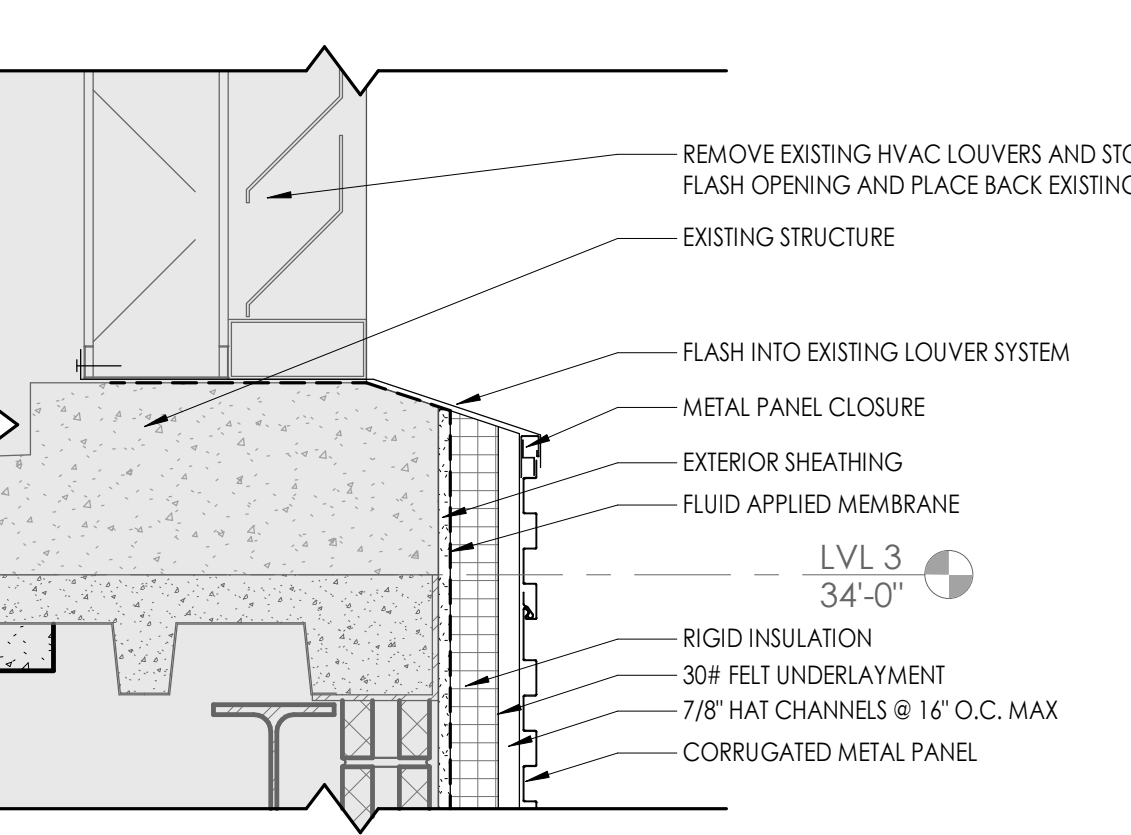 REMOVE EXISTING HVAC LOUVERS AND
FLASH OPENING AND PLACE BACK EXISTING
EXISTING STRUCTURE
FLASH INTO EXISTING LOUVER SYSTEM
METAL PANEL CLOSURE
EXTERIOR SHEATHING
FLUID APPLIED MEMBRANE
LVL 3
34'-0"
RIGID INSULATION
30# FELT UNDERLAYMENT
7/8" HAT CHANNELS @ 16" O.C. MAX
CORRUGATED METAL PANEL